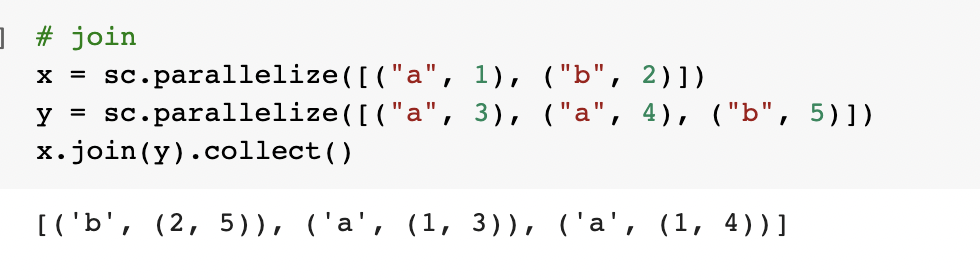 # join
x = sc.parallelize([("a", 1), ("b", 2)])
y = sc.parallelize([("a", 3), ("a", 4), ("b", 5)])
x.join(y).collect()
[('b', (2, 5)), ('a', (1, 3)), ('a', (1, 4))]